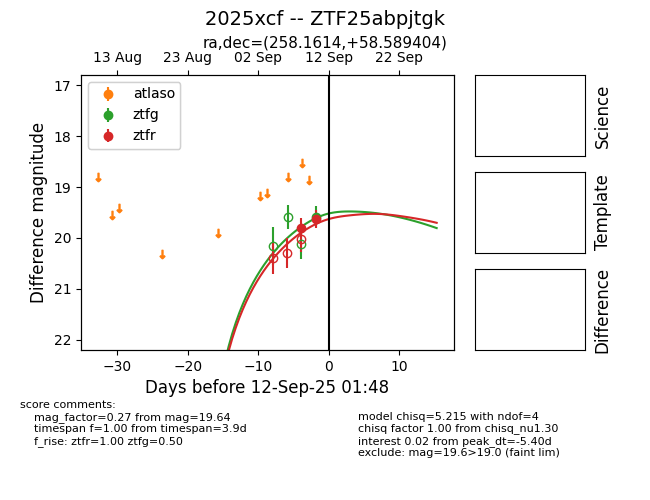 2025xcf -- ZTF25abpjtgk
ra,dec=(258.1614,+58.589404)
13 Aug 23 Aug 02 Sep 12 Sep 22 Sep
17
18
19
20
21
22
Difference magnitude
atlaso
ztfg
ztfr
−30 −20 −10 0 10
Days before 12-Sep-25 01:48
Science
Template
Difference
score comments:
mag_factor=0.27 from mag=19.64
timespan f=1.00 from timespan=3.9d
f_rise: ztfr=1.00 ztfg=0.50
model chisq=5.215 with ndof=4
chisq factor 1.00 from chisq_nu1.30
interest 0.02 from peak_dt=-5.40d
exclude: mag=19.6>19.0 (faint lim)